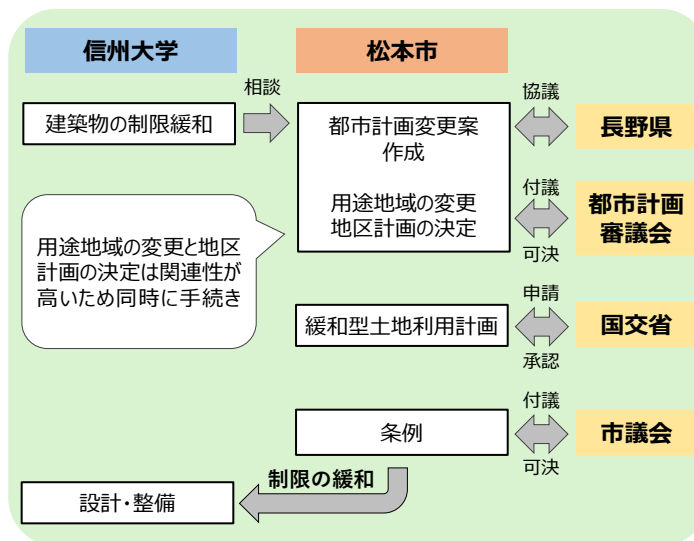 信州大学
松本市
相談
協議
建築物の制限緩和
都市計画変更案
作成
長野県
用途地域の変更
地区計画の決定
付議
都市計画
審議会
可決
用途地域の変更と地区
計画の決定は関連性が
高いため同時に手続き
緩和型土地利用計画
申請
国交省
承認
条例
付議
市議会
可決
制限の緩和
設計・整備